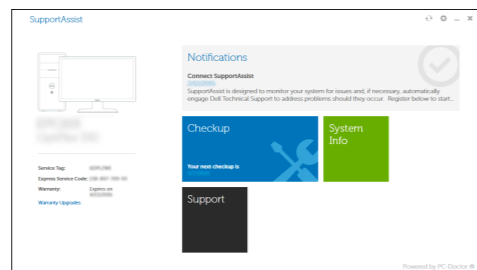 SupportAssist
Notifications
Connect SupportAssist
SupportAssist is designed to monitor your system for issues and, if necessary, automatically
engage Dell Technical Support to address problems should they occur. Register below to start...
Checkup
System
Info
Your next checkup is
Service Tag:
Express Service Code:
Warranty: Expires on
Warranty Upgrades
Support
Powered by PC-Doctor ®